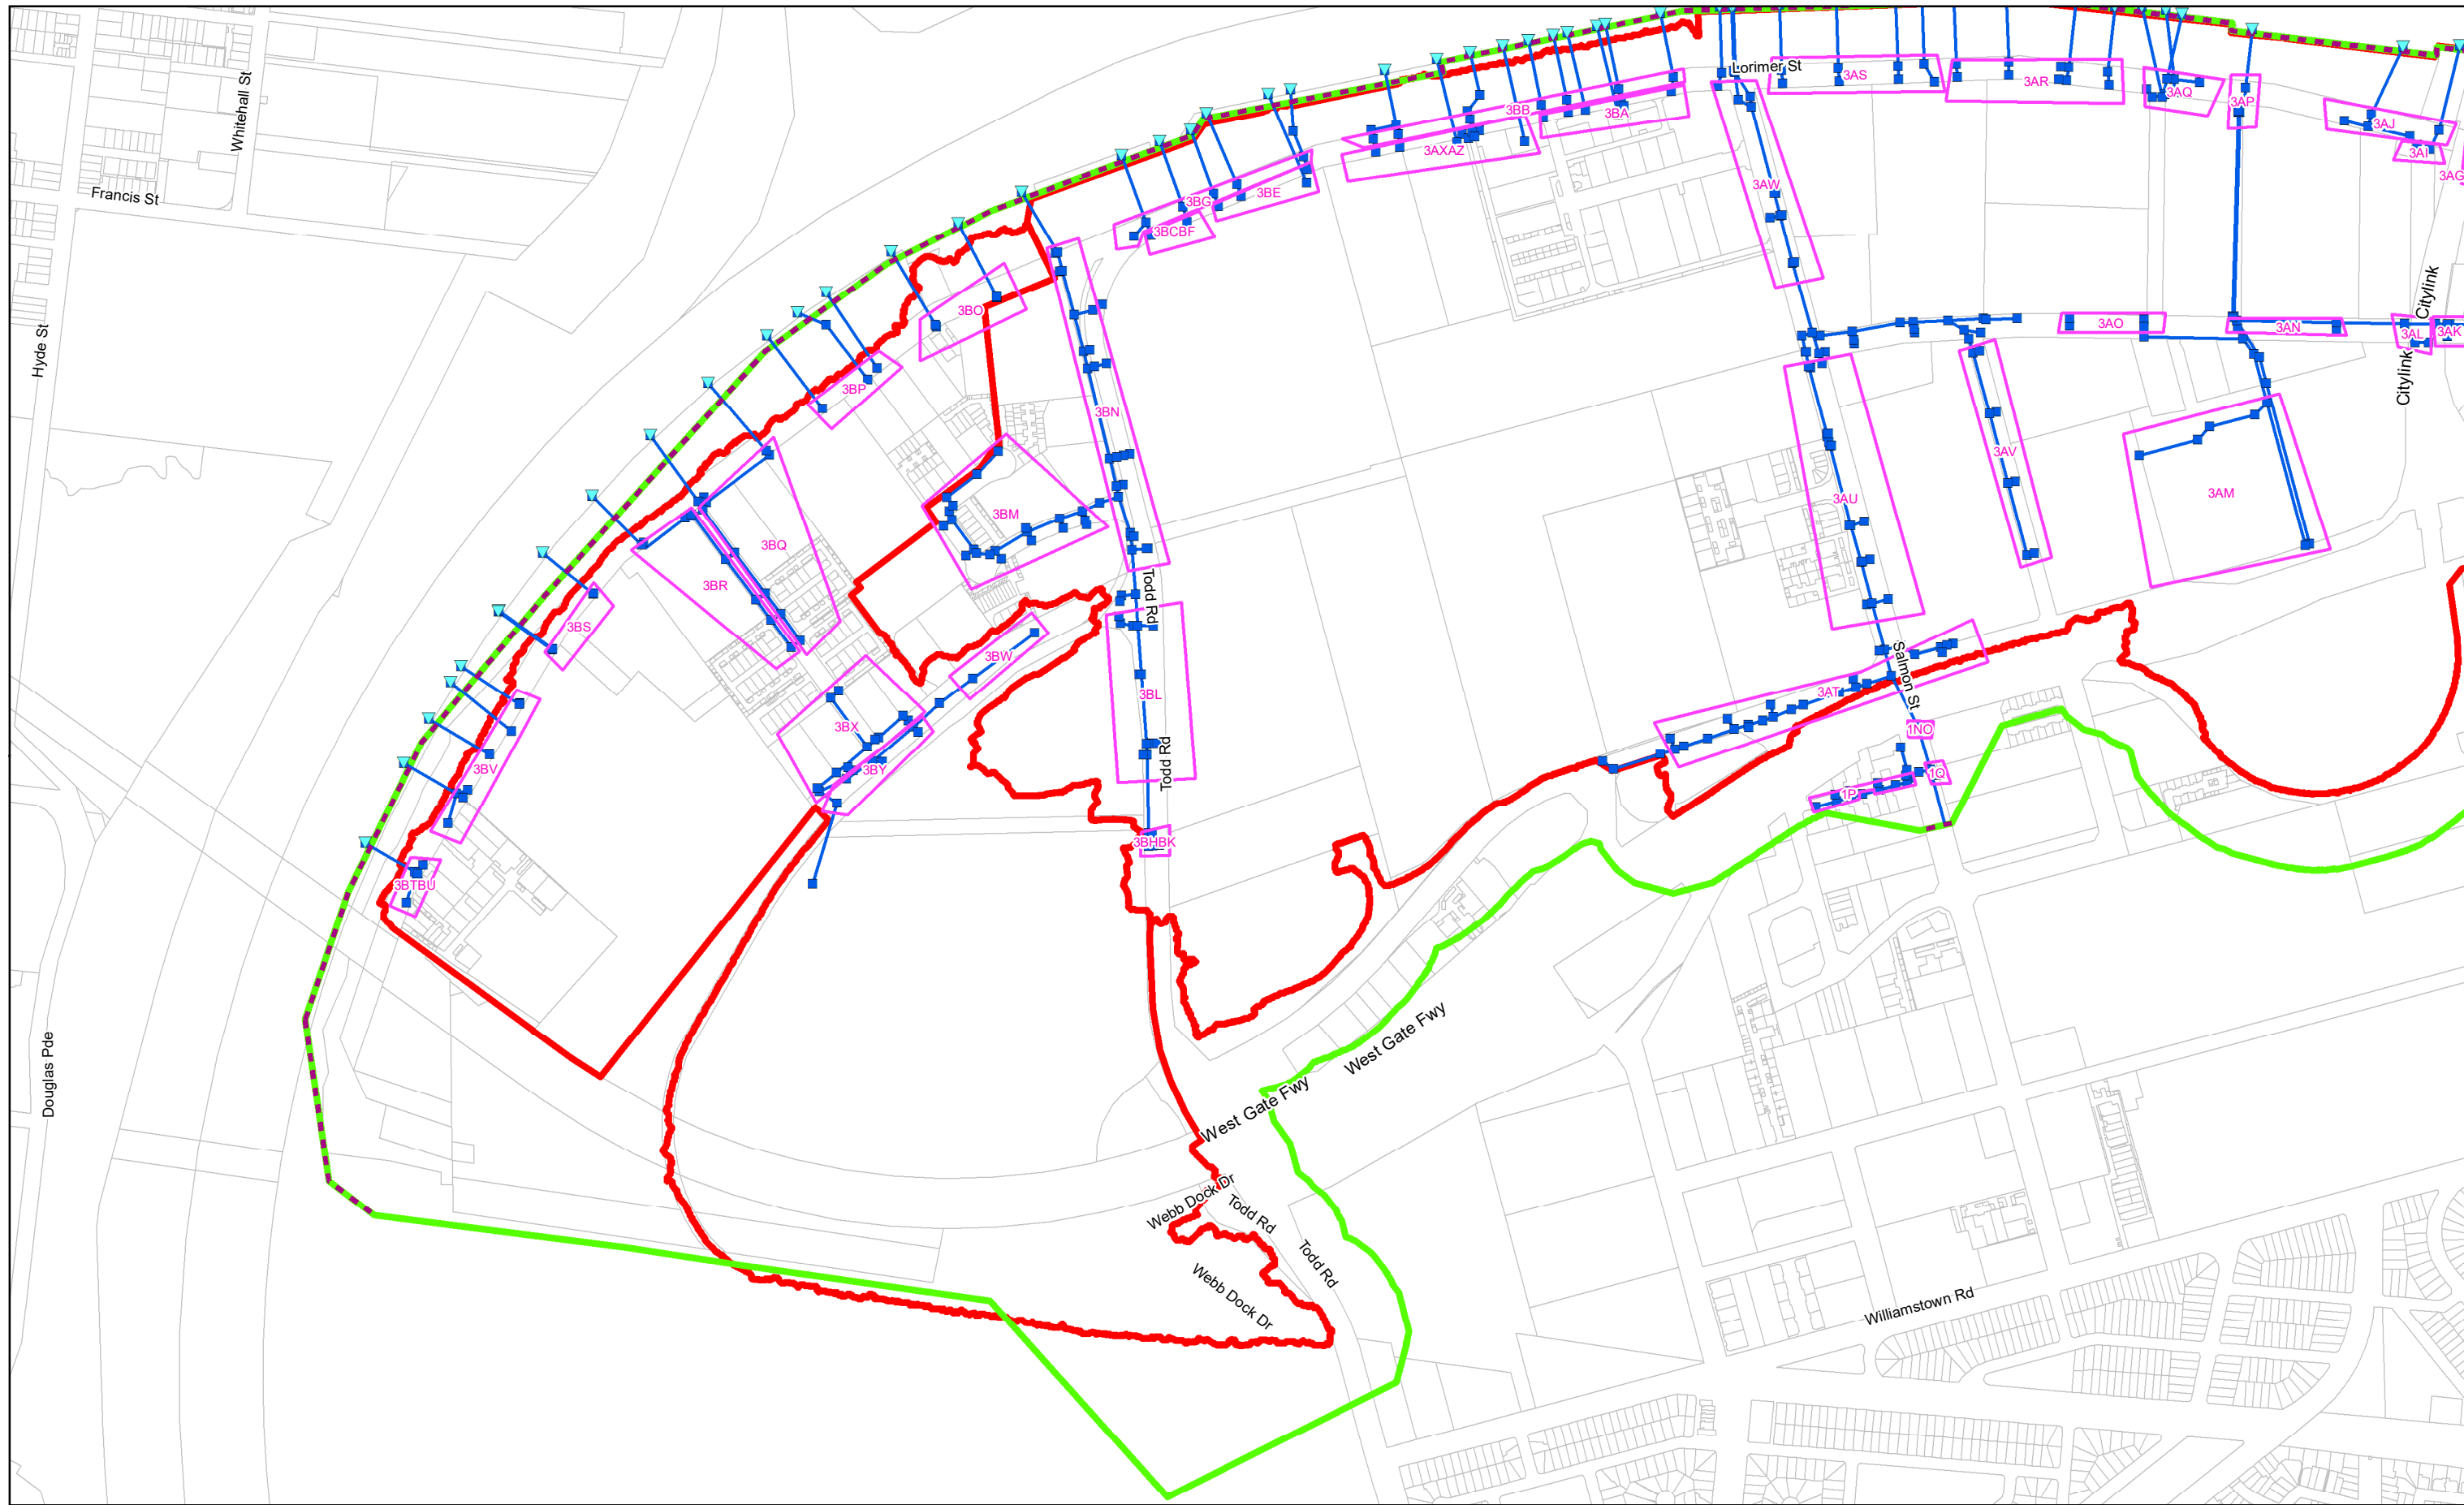 Lorimer St
3AS
3AR
3AQ
3AP
3AJ
3AI
3AG
Whitehall St
3BB
3BA
3AXAZ
Francis St
3BE
3BG
3BCBF
3AW
Citylink
3BO
3AO
3AN
3AL
3AK
Hyde St
Citylink
3BP
3BN
3AV
3AM
3AU
3BM
3BQ
3BR
Todd Rd
3BS
3BW
3BL
Salmon St
3AT
3BX
1NO
3BV
3BY
Todd Rd
1Q
1P
3BHBK
3BTBU
Douglas Pde
West Gate Fwy
West Gate Fwy
Webb Dock Dr
Todd Rd
Todd Rd
Webb Dock Dr
Williamstown Rd